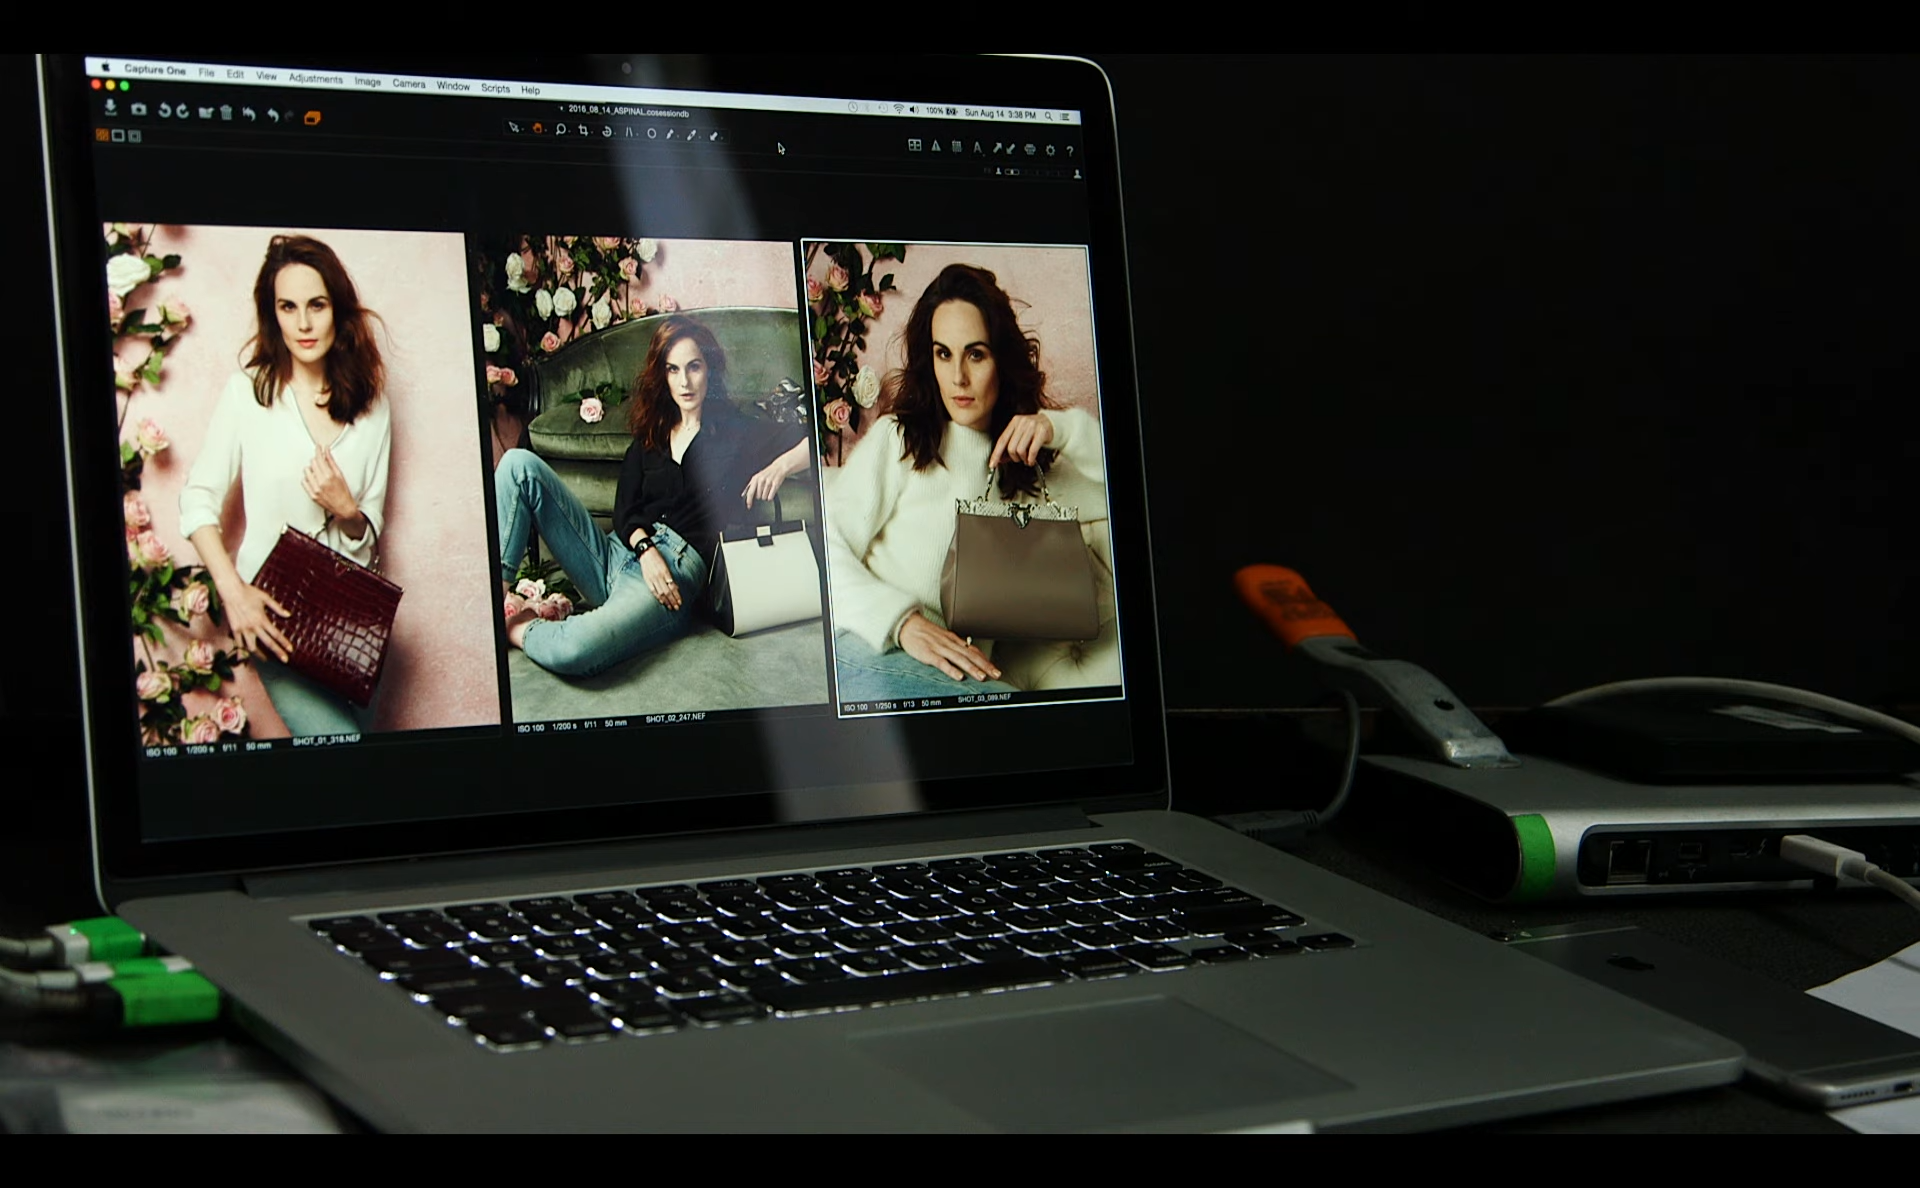 Capture One File Edit View Adjustments Image Camera Window Scripts Help
100% Sun Aug 14 3:38 PM
2016_08_14_ASPINAL.cosessiondb
ISO 100 1/200 s f/11 50 mm SHOT_01_318.NEF
ISO 100 1/200 s f/11 50 mm SHOT_02_247.NEF
ISO 100 1/250 s f/13 50 mm SHOT_03_089.NEF